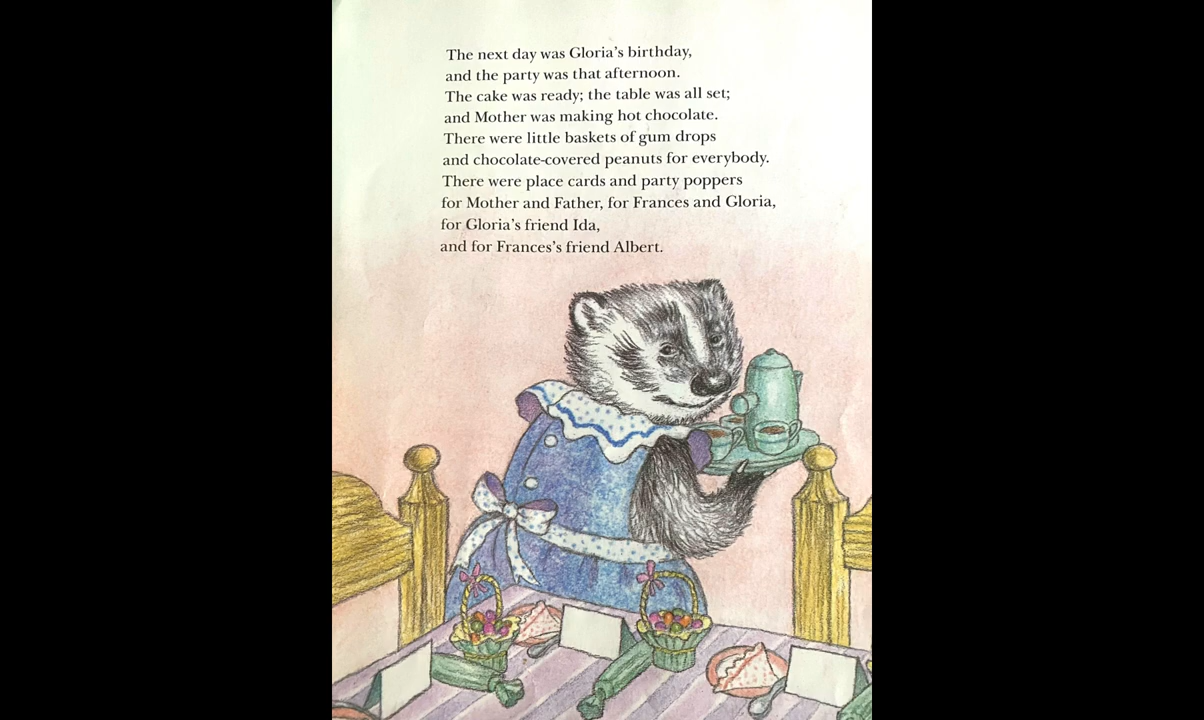 The next day was Gloria's birthday,
and the party was that afternoon.
The cake was ready; the table was all set;
and Mother was making hot chocolate.
There were little baskets of gum drops
and chocolate-covered peanuts for everybody.
There were place cards and party poppers
for Mother and Father, for Frances and Gloria,
for Gloria's friend Ida,
and for Frances's friend Albert.